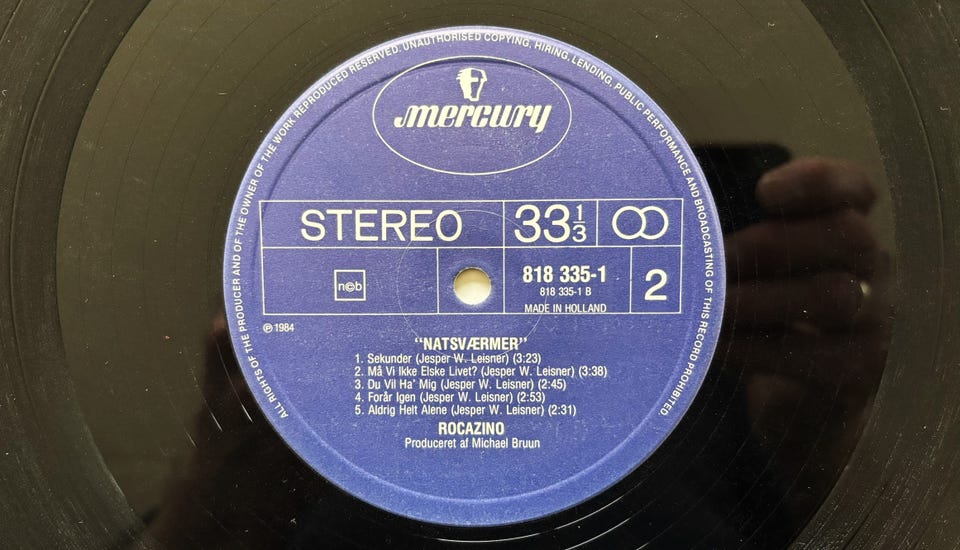 ALL RIGHTS OF THE PRODUCER AND OF THE OWNER OF THE WORK REPRODUCED RESERVED. UNAUTHORISED COPYING, HIRING, LENDING, PUBLIC PERFORMANCE AND BROADCASTING OF THIS RECORD PROHIBITED
mercury
STEREO 33 1/3
n©b 818 335-1 2
818 335-1 B
MADE IN HOLLAND
℗ 1984
“NATSVÆRMER”
1. Sekunder (Jesper W. Leisner) (3:23)
2. Må Vi Ikke Elske Livet? (Jesper W. Leisner) (3:38)
3. Du Vil Ha' Mig (Jesper W. Leisner) (2:45)
4. Forår Igen (Jesper W. Leisner) (2:53)
5. Aldrig Helt Alene (Jesper W. Leisner) (2:31)
ROCAZINO
Produceret af Michael Bruun